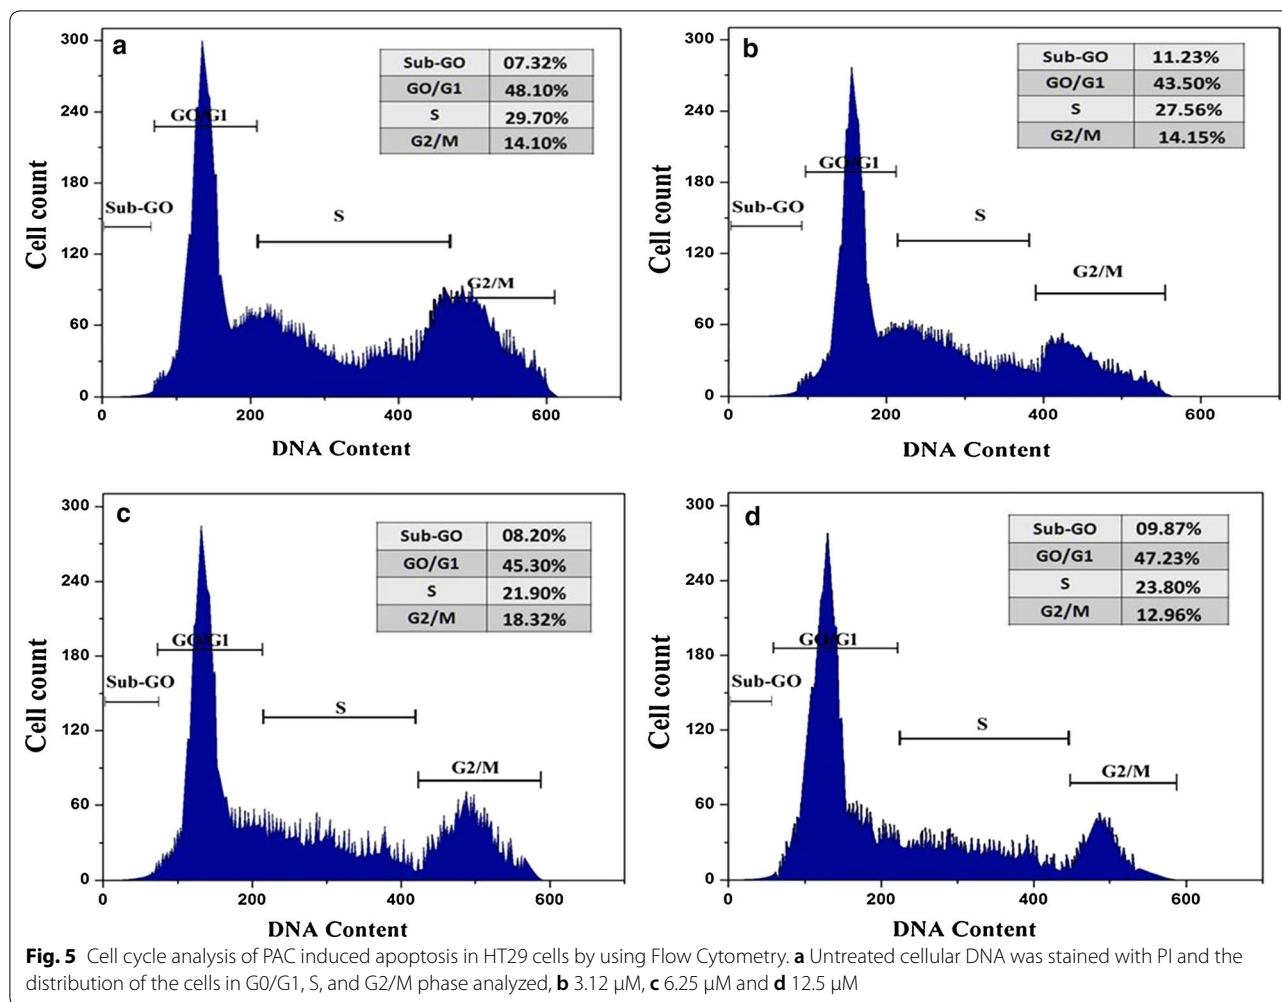 a
Sub-GO 07.32%
GO/G1 48.10%
S 29.70%
G2/M 14.10%
300
240
180
120
60
0
Cell count
GO/G1
Sub-GO
S
G2/M
0 200 400 600
DNA Content
b
Sub-GO 11.23%
GO/G1 43.50%
S 27.56%
G2/M 14.15%
300
240
180
120
60
0
Cell count
GO/G1
Sub-GO
S
G2/M
0 200 400 600
DNA Content
c
Sub-GO 08.20%
GO/G1 45.30%
S 21.90%
G2/M 18.32%
300
240
180
120
60
0
Cell count
GO/G1
Sub-GO
S
G2/M
0 200 400 600
DNA Content
d
Sub-GO 09.87%
GO/G1 47.23%
S 23.80%
G2/M 12.96%
300
240
180
120
60
0
Cell count
GO/G1
Sub-GO
S
G2/M
0 200 400 600
DNA Content
Fig. 5 Cell cycle analysis of PAC induced apoptosis in HT29 cells by using Flow Cytometry. a Untreated cellular DNA was stained with PI and the
distribution of the cells in G0/G1, S, and G2/M phase analyzed, b 3.12 µM, c 6.25 µM and d 12.5 µM